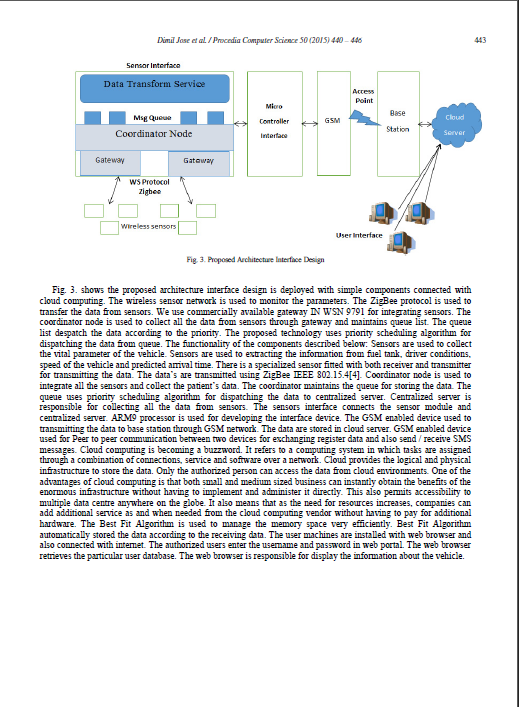 Dimil Jose et al. / Procedia Computer Science 50 (2015) 440 – 446
443
Sensor Interface
Data Transform Service
Msg Queue
Coordinator Node
Gateway
Gateway
WS Protocol
Zigbee
Wireless sensors
Micro
Controller
Interface
GSM
Access
Point
Base
Station
Cloud
Server
User Interface
Fig. 3. Proposed Architecture Interface Design
Fig. 3. shows the proposed architecture interface design is deployed with simple components connected with
cloud computing. The wireless sensor network is used to monitor the parameters. The ZigBee protocol is used to
transfer the data from sensors. We use commercially available gateway IN WSN 9791 for integrating sensors. The
coordinator node is used to collect all the data from sensors through gateway and maintains queue list. The queue
list despatch the data according to the priority. The proposed technology uses priority scheduling algorithm for
dispatching the data from queue. The functionality of the components described below: Sensors are used to collect
the vital parameter of the vehicle. Sensors are used to extracting the information from fuel tank, driver conditions,
speed of the vehicle and predicted arrival time. There is a specialized sensor fitted with both receiver and transmitter
for transmitting the data. The data's are transmitted using ZigBee IEEE 802.15.4[4]. Coordinator node is used to
integrate all the sensors and collect the patient's data. The coordinator maintains the queue for storing the data. The
queue uses priority scheduling algorithm for dispatching the data to centralized server. Centralized server is
responsible for collecting all the data from sensors. The sensors interface connects the sensor module and
centralized server. ARM9 processor is used for developing the interface device. The GSM enabled device used to
transmitting the data to base station through GSM network. The data are stored in cloud server. GSM enabled device
used for Peer to peer communication between two devices for exchanging register data and also send / receive SMS
messages. Cloud computing is becoming a buzzword. It refers to a computing system in which tasks are assigned
through a combination of connections, service and software over a network. Cloud provides the logical and physical
infrastructure to store the data. Only the authorized person can access the data from cloud environments. One of the
advantages of cloud computing is that both small and medium sized business can instantly obtain the benefits of the
enormous infrastructure without having to implement and administer it directly. This also permits accessibility to
multiple data centre anywhere on the globe. It also means that as the need for resources increases, companies can
add additional service as and when needed from the cloud computing vendor without having to pay for additional
hardware. The Best Fit Algorithm is used to manage the memory space very efficiently. Best Fit Algorithm
automatically stored the data according to the receiving data. The user machines are installed with web browser and
also connected with internet. The authorized users enter the username and password in web portal. The web browser
retrieves the particular user database. The web browser is responsible for display the information about the vehicle.